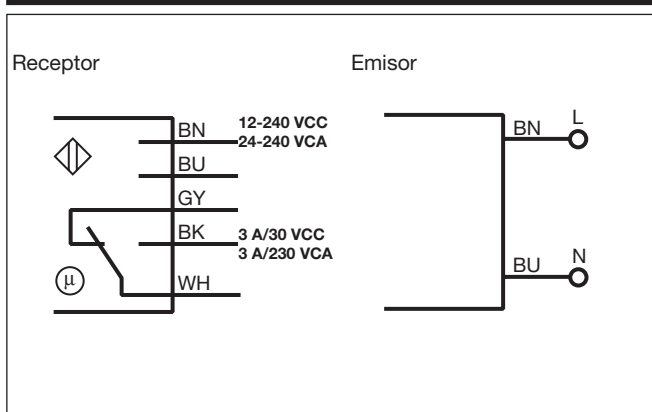 Receptor
BN
12-240 VCC
24-240 VCA
BU
GY
BK
3 A/30 VCC
3 A/230 VCA
µ
WH
Emisor
BN
L
BU
N